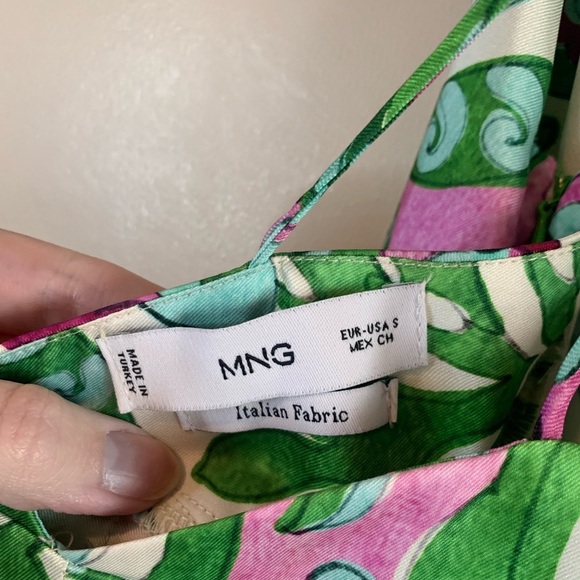 MADE IN
TURKEY
MNG
EUR-USA S
MEX CH
Italian Fabric